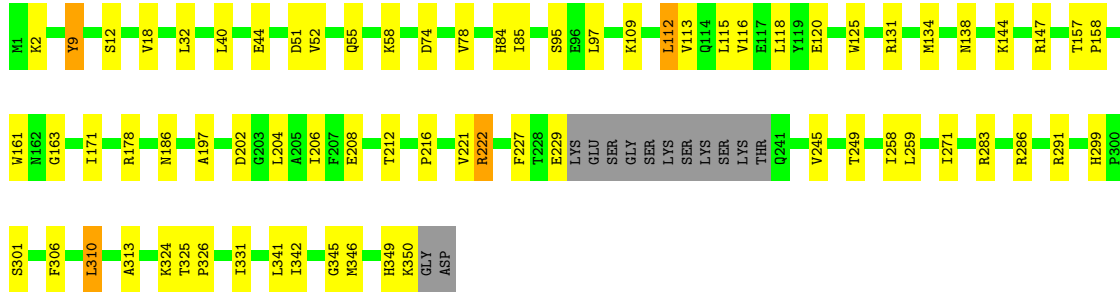 M1 K2 Y9 S12 V18 L32 L40 E44 D51 V52 Q55 K58 D74 V78 H84 I85 S95 E96 L97 K109 L112 V113 Q114 L115 V116 E117 L118 Y119 E120 W125 R131 M134 N138 K144 R147 T157 P158
W161 N162 G163 I171 R178 N186 A197 D202 G203 L204 A205 I206 F207 E208 T212 P216 V221 R222 F227 T228 E229 LYS GLU SER GLY SER LYS SER LYS SER LYS THR Q241 V245 T249 I258 L259 I271 R283 R286 R291 H299 P300
S301 F306 L310 A313 K324 T325 P326 I331 L341 I342 G345 M346 H349 K350 GLY ASP